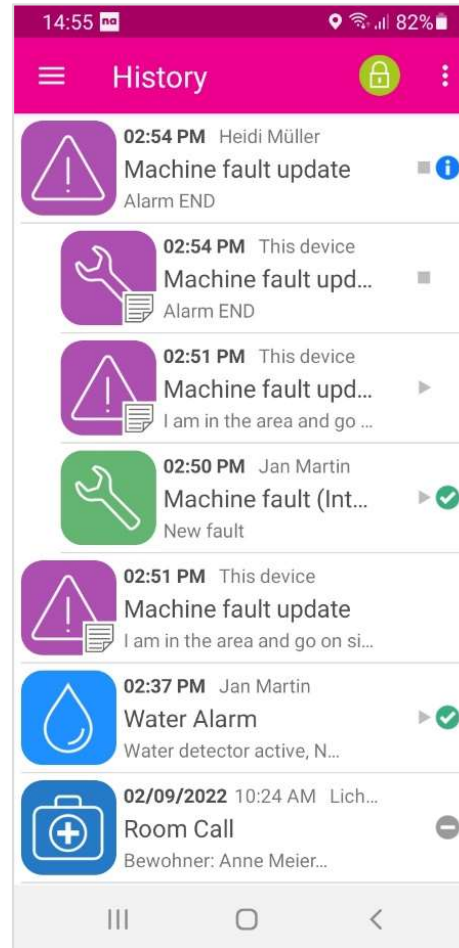 14:55 na 82%
History
02:54 PM Heidi Müller
Machine fault update
Alarm END
02:54 PM This device
Machine fault upd...
Alarm END
02:51 PM This device
Machine fault upd...
I am in the area and go ...
02:50 PM Jan Martin
Machine fault (Int...
New fault
02:51 PM This device
Machine fault update
I am in the area and go on si...
02:37 PM Jan Martin
Water Alarm
Water detector active, N...
02/09/2022 10:24 AM Lich...
Room Call
Bewohner: Anne Meier...